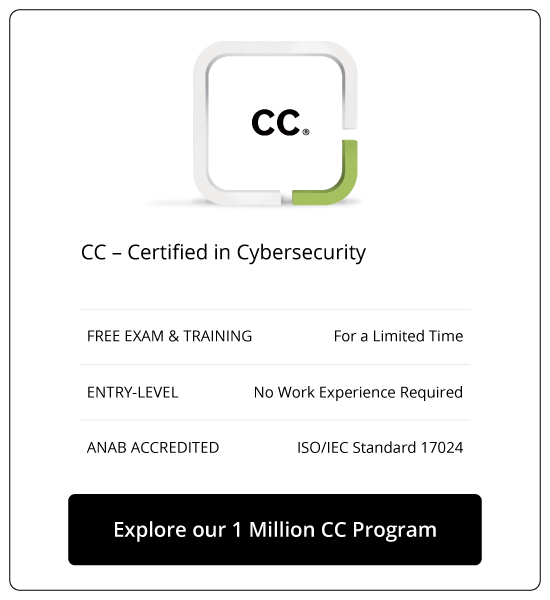 CC®
CC – Certified in Cybersecurity
FREE EXAM & TRAINING For a Limited Time
ENTRY-LEVEL No Work Experience Required
ANAB ACCREDITED ISO/IEC Standard 17024
Explore our 1 Million CC Program